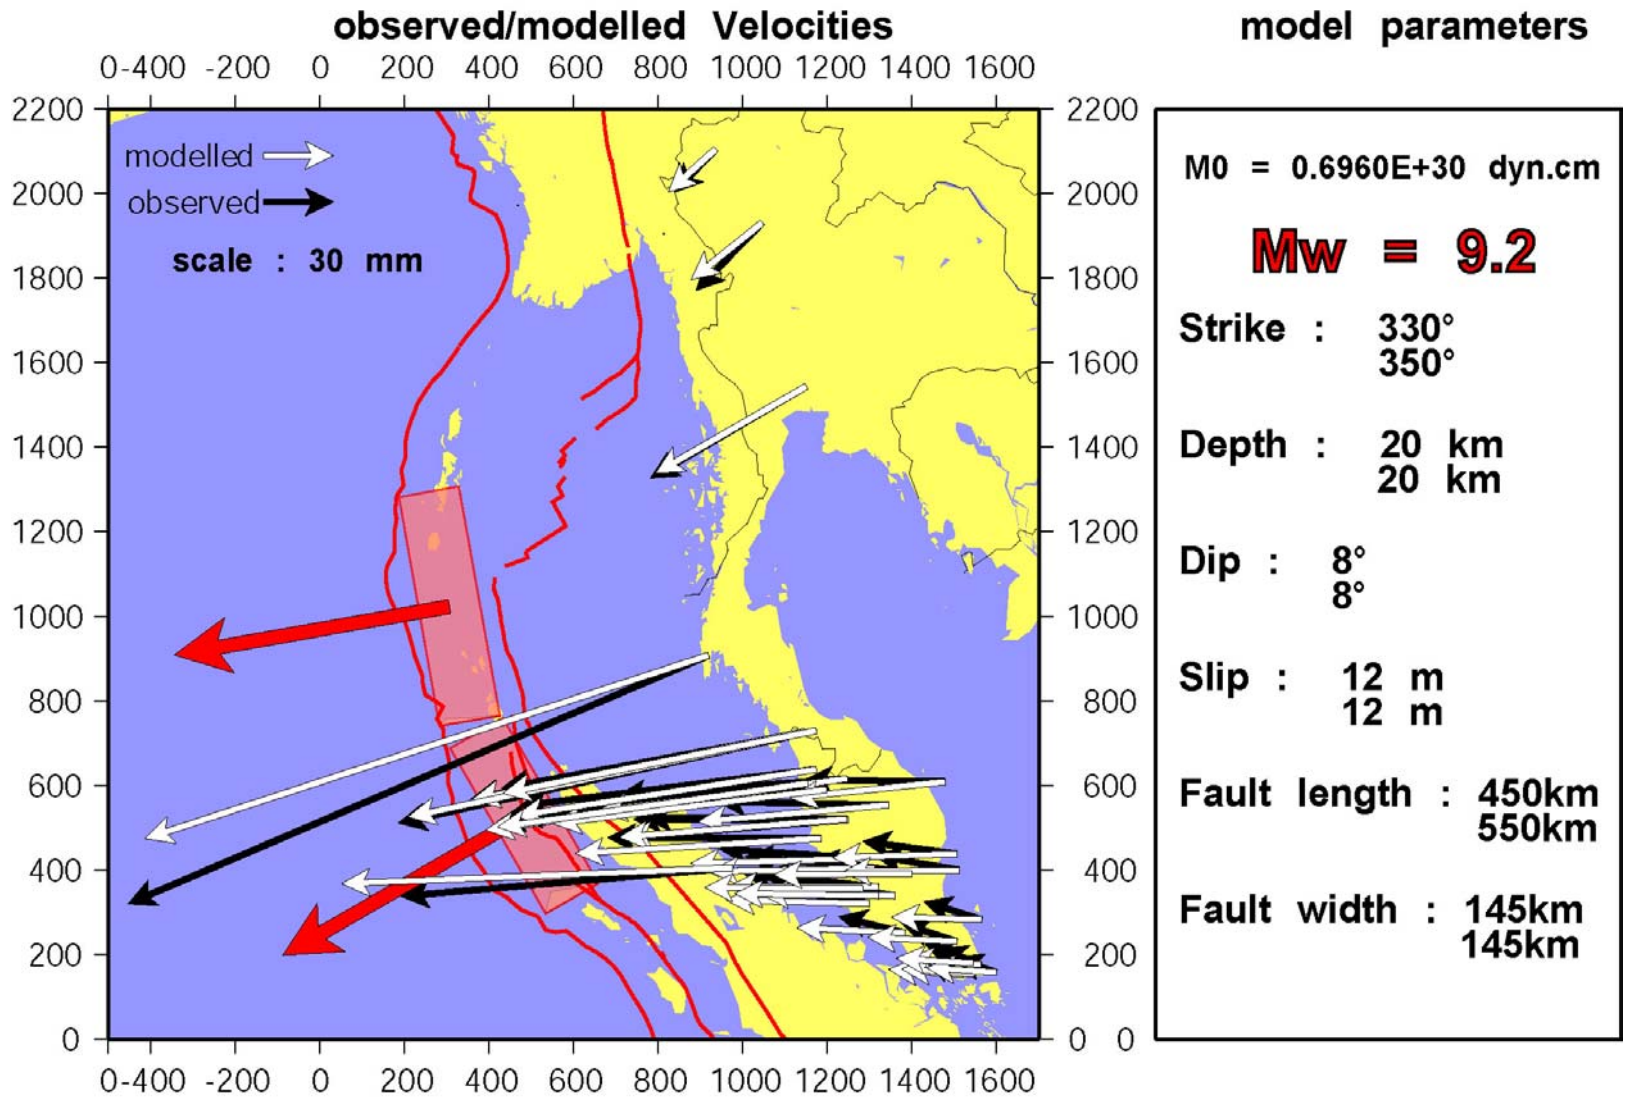 observed/modelled Velocities
model parameters
0-400 -200 0 200 400 600 800 1000 1200 1400 1600
2200
2000
1800
1600
1400
1200
1000
800
600
400
200
0
modelled
observed
scale : 30 mm
2200
2000
1800
1600
1400
1200
1000
800
600
400
200
0 0
0-400 -200 0 200 400 600 800 1000 1200 1400 1600
M0 = 0.6960E+30 dyn.cm
Mw = 9.2
Strike : 330°
350°
Depth : 20 km
20 km
Dip : 8°
8°
Slip : 12 m
12 m
Fault length : 450km
550km
Fault width : 145km
145km